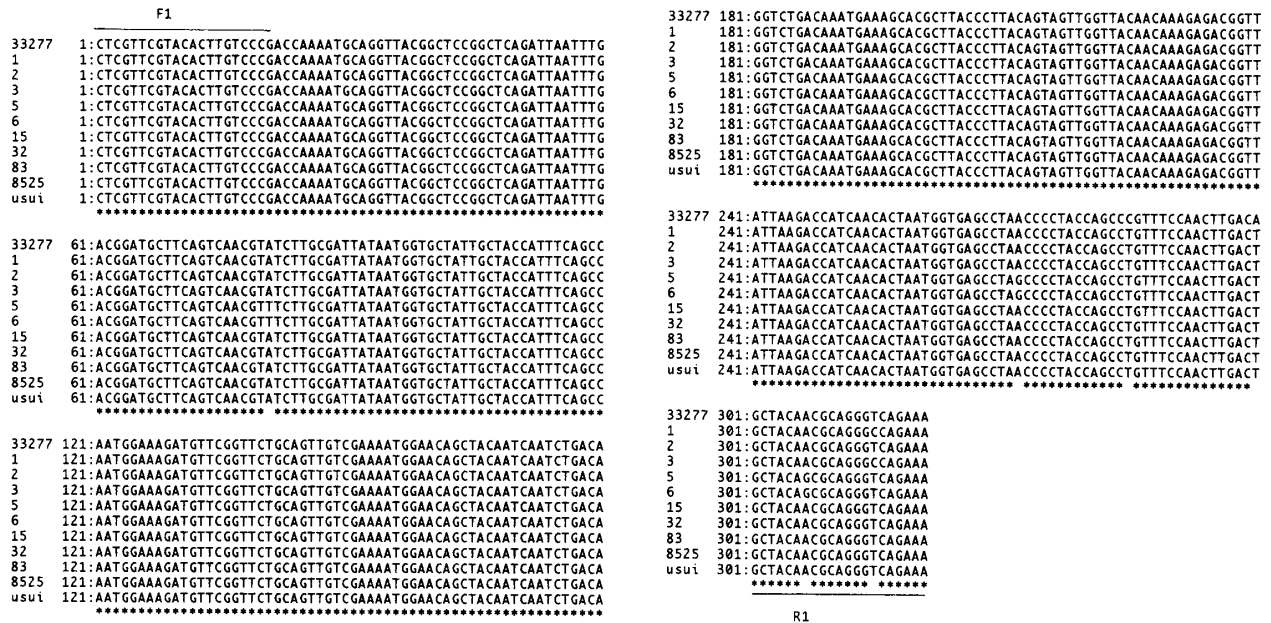 F1
33277 1:CTCGTTCGTACACTTGTCCCGACCAAAATGCAGGTTACGGCTCCGGCTCAGATTAATTTG
1 1:CTCGTTCGTACACTTGTCCCGACCAAAATGCAGGTTACGGCTCCGGCTCAGATTAATTTG
2 1:CTCGTTCGTACACTTGTCCCGACCAAAATGCAGGTTACGGCTCCGGCTCAGATTAATTTG
3 1:CTCGTTCGTACACTTGTCCCGACCAAAATGCAGGTTACGGCTCCGGCTCAGATTAATTTG
5 1:CTCGTTCGTACACTTGTCCCGACCAAAATGCAGGTTACGGCTCCGGCTCAGATTAATTTG
6 1:CTCGTTCGTACACTTGTCCCGACCAAAATGCAGGTTACGGCTCCGGCTCAGATTAATTTG
15 1:CTCGTTCGTACACTTGTCCCGACCAAAATGCAGGTTACGGCTCCGGCTCAGATTAATTTG
32 1:CTCGTTCGTACACTTGTCCCGACCAAAATGCAGGTTACGGCTCCGGCTCAGATTAATTTG
83 1:CTCGTTCGTACACTTGTCCCGACCAAAATGCAGGTTACGGCTCCGGCTCAGATTAATTTG
8525 1:CTCGTTCGTACACTTGTCCCGACCAAAATGCAGGTTACGGCTCCGGCTCAGATTAATTTG
usui 1:CTCGTTCGTACACTTGTCCCGACCAAAATGCAGGTTACGGCTCCGGCTCAGATTAATTTG
************************************************************
33277 61:ACGGATGCTTCAGTCAACGTATCTTGCGATTATAATGGTGCTATTGCTACCATTTCAGCC
1 61:ACGGATGCTTCAGTCAACGTATCTTGCGATTATAATGGTGCTATTGCTACCATTTCAGCC
2 61:ACGGATGCTTCAGTCAACGTATCTTGCGATTATAATGGTGCTATTGCTACCATTTCAGCC
3 61:ACGGATGCTTCAGTCAACGTATCTTGCGATTATAATGGTGCTATTGCTACCATTTCAGCC
5 61:ACGGATGCTTCAGTCAACGTTTCTTGCGATTATAATGGTGCTATTGCTACCATTTCAGCC
6 61:ACGGATGCTTCAGTCAACGTTTCTTGCGATTATAATGGTGCTATTGCTACCATTTCAGCC
15 61:ACGGATGCTTCAGTCAACGTATCTTGCGATTATAATGGTGCTATTGCTACCATTTCAGCC
32 61:ACGGATGCTTCAGTCAACGTATCTTGCGATTATAATGGTGCTATTGCTACCATTTCAGCC
83 61:ACGGATGCTTCAGTCAACGTATCTTGCGATTATAATGGTGCTATTGCTACCATTTCAGCC
8525 61:ACGGATGCTTCAGTCAACGTATCTTGCGATTATAATGGTGCTATTGCTACCATTTCAGCC
usui 61:ACGGATGCTTCAGTCAACGTATCTTGCGATTATAATGGTGCTATTGCTACCATTTCAGCC
******************** ***************************************
33277 121:AATGGAAAGATGTTCGGTTCTGCAGTTGTCGAAAATGGAACAGCTACAATCAATCTGACA
1 121:AATGGAAAGATGTTCGGTTCTGCAGTTGTCGAAAATGGAACAGCTACAATCAATCTGACA
2 121:AATGGAAAGATGTTCGGTTCTGCAGTTGTCGAAAATGGAACAGCTACAATCAATCTGACA
3 121:AATGGAAAGATGTTCGGTTCTGCAGTTGTCGAAAATGGAACAGCTACAATCAATCTGACA
5 121:AATGGAAAGATGTTCGGTTCTGCAGTTGTCGAAAATGGAACAGCTACAATCAATCTGACA
6 121:AATGGAAAGATGTTCGGTTCTGCAGTTGTCGAAAATGGAACAGCTACAATCAATCTGACA
15 121:AATGGAAAGATGTTCGGTTCTGCAGTTGTCGAAAATGGAACAGCTACAATCAATCTGACA
32 121:AATGGAAAGATGTTCGGTTCTGCAGTTGTCGAAAATGGAACAGCTACAATCAATCTGACA
83 121:AATGGAAAGATGTTCGGTTCTGCAGTTGTCGAAAATGGAACAGCTACAATCAATCTGACA
8525 121:AATGGAAAGATGTTCGGTTCTGCAGTTGTCGAAAATGGAACAGCTACAATCAATCTGACA
usui 121:AATGGAAAGATGTTCGGTTCTGCAGTTGTCGAAAATGGAACAGCTACAATCAATCTGACA
************************************************************
33277 181:GGTCTGACAAATGAAAGCACGCTTACCCTTACAGTAGTTGGTTACAACAAAGAGACGGTT
1 181:GGTCTGACAAATGAAAGCACGCTTACCCTTACAGTAGTTGGTTACAACAAAGAGACGGTT
2 181:GGTCTGACAAATGAAAGCACGCTTACCCTTACAGTAGTTGGTTACAACAAAGAGACGGTT
3 181:GGTCTGACAAATGAAAGCACGCTTACCCTTACAGTAGTTGGTTACAACAAAGAGACGGTT
5 181:GGTCTGACAAATGAAAGCACGCTTACCCTTACAGTAGTTGGTTACAACAAAGAGACGGTT
6 181:GGTCTGACAAATGAAAGCACGCTTACCCTTACAGTAGTTGGTTACAACAAAGAGACGGTT
15 181:GGTCTGACAAATGAAAGCACGCTTACCCTTACAGTAGTTGGTTACAACAAAGAGACGGTT
32 181:GGTCTGACAAATGAAAGCACGCTTACCCTTACAGTAGTTGGTTACAACAAAGAGACGGTT
83 181:GGTCTGACAAATGAAAGCACGCTTACCCTTACAGTAGTTGGTTACAACAAAGAGACGGTT
8525 181:GGTCTGACAAATGAAAGCACGCTTACCCTTACAGTAGTTGGTTACAACAAAGAGACGGTT
usui 181:GGTCTGACAAATGAAAGCACGCTTACCCTTACAGTAGTTGGTTACAACAAAGAGACGGTT
************************************************************
33277 241:ATTAAGACCATCAACACTAATGGTGAGCCTAACCCCTACCAGCCCGTTTCCAACTTGACA
1 241:ATTAAGACCATCAACACTAATGGTGAGCCTAACCCCTACCAGCCTGTTTCCAACTTGACT
2 241:ATTAAGACCATCAACACTAATGGTGAGCCTAACCCCTACCAGCCTGTTTCCAACTTGACT
3 241:ATTAAGACCATCAACACTAATGGTGAGCCTAACCCCTACCAGCCTGTTTCCAACTTGACT
5 241:ATTAAGACCATCAACACTAATGGTGAGCCTAGCCCCTACCAGCCTGTTTCCAACTTGACT
6 241:ATTAAGACCATCAACACTAATGGTGAGCCTAGCCCCTACCAGCCTGTTTCCAACTTGACT
15 241:ATTAAGACCATCAACACTAATGGTGAGCCTAACCCCTACCAGCCTGTTTCCAACTTGACT
32 241:ATTAAGACCATCAACACTAATGGTGAGCCTAACCCCTACCAGCCTGTTTCCAACTTGACT
83 241:ATTAAGACCATCAACACTAATGGTGAGCCTAACCCCTACCAGCCTGTTTCCAACTTGACT
8525 241:ATTAAGACCATCAACACTAATGGTGAGCCTAACCCCTACCAGCCTGTTTCCAACTTGACT
usui 241:ATTAAGACCATCAACACTAATGGTGAGCCTAACCCCTACCAGCCTGTTTCCAACTTGACT
******************************* ************ **************
33277 301:GCTACAACGCAGGGTCAGAAA
1 301:GCTACAACGCAGGGCCAGAAA
2 301:GCTACAACGCAGGGTCAGAAA
3 301:GCTACAACGCAGGGCCAGAAA
5 301:GCTACAGCGCAGGGTCAGAAA
6 301:GCTACAACGCAGGGTCAGAAA
15 301:GCTACAACGCAGGGTCAGAAA
32 301:GCTACAACGCAGGGTCAGAAA
83 301:GCTACAACGCAGGGTCAGAAA
8525 301:GCTACAACGCAGGGTCAGAAA
usui 301:GCTACAACGCAGGGTCAGAAA
****** ******* ******
R1